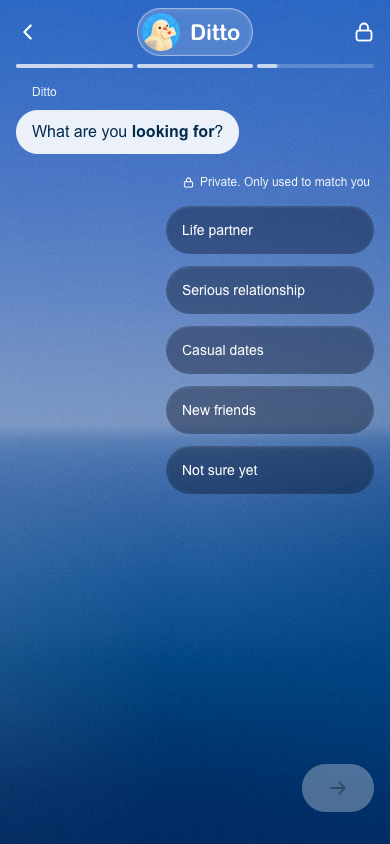 Ditto
Ditto
What are you looking for?
Private. Only used to match you
Life partner
Serious relationship
Casual dates
New friends
Not sure yet